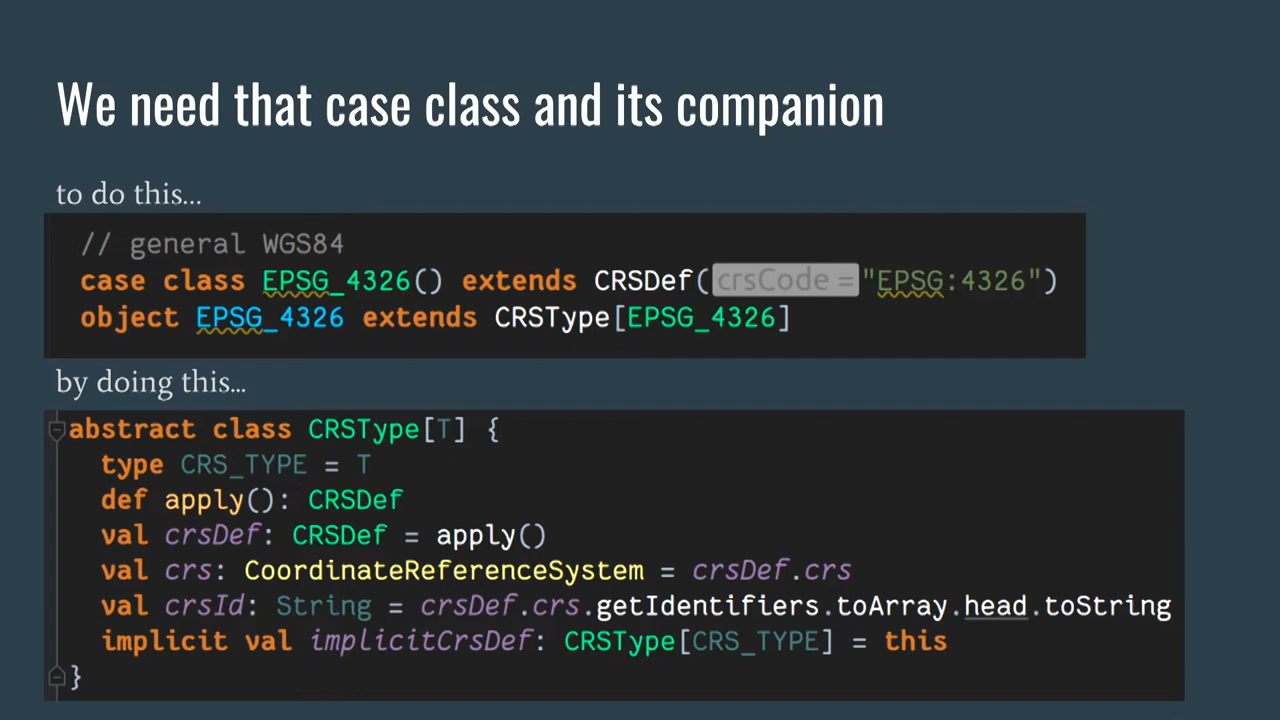 We need that case class and its companion
to do this...
// general WGS84
case class EPSG_4326() extends CRSDef( crsCode = "EPSG:4326")
object EPSG_4326 extends CRSType[EPSG_4326]
by doing this...
abstract class CRSType[T] {
type CRS_TYPE = T
def apply(): CRSDef
val crsDef: CRSDef = apply()
val crs: CoordinateReferenceSystem = crsDef.crs
val crsId: String = crsDef.crs.getIdentifiers.toArray.head.toString
implicit val implicitCrsDef: CRSType[CRS_TYPE] = this
}